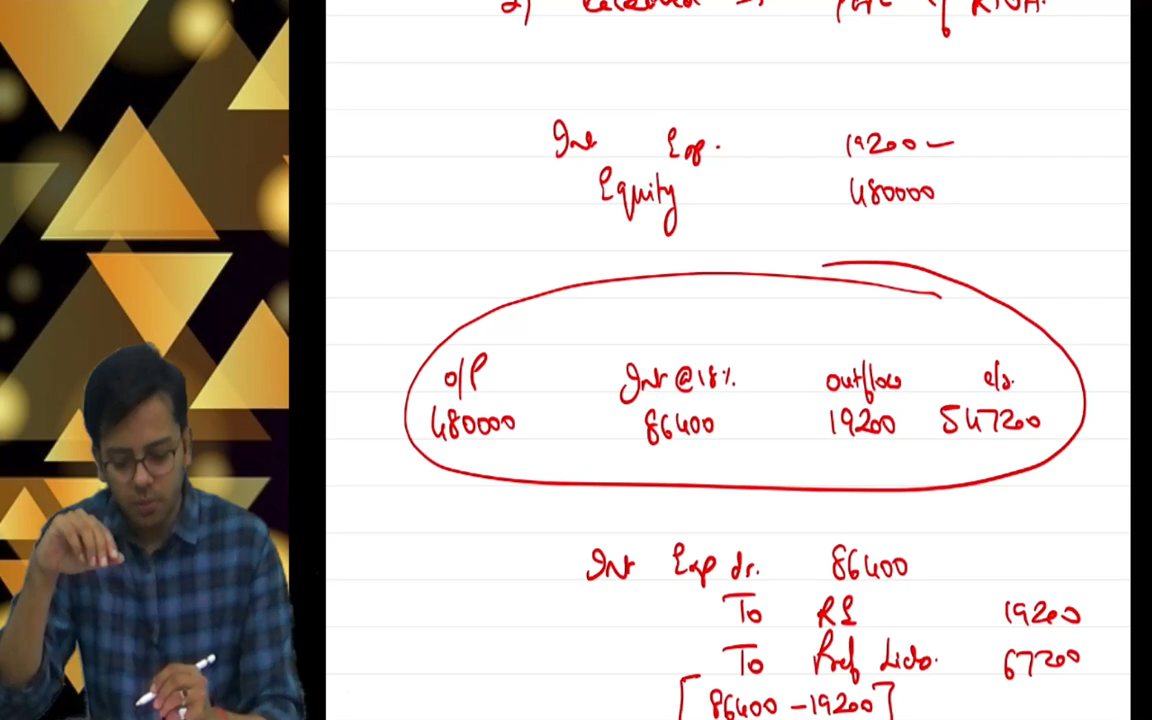 Int Exp. 19200 –
Equity 480000
o/p Int @ 18%. outflow c/s.
480000 86400 19200 547200
Int Exp dr. 86400
To 19200
To Pref Liab. 67200
[86400 – 19200]